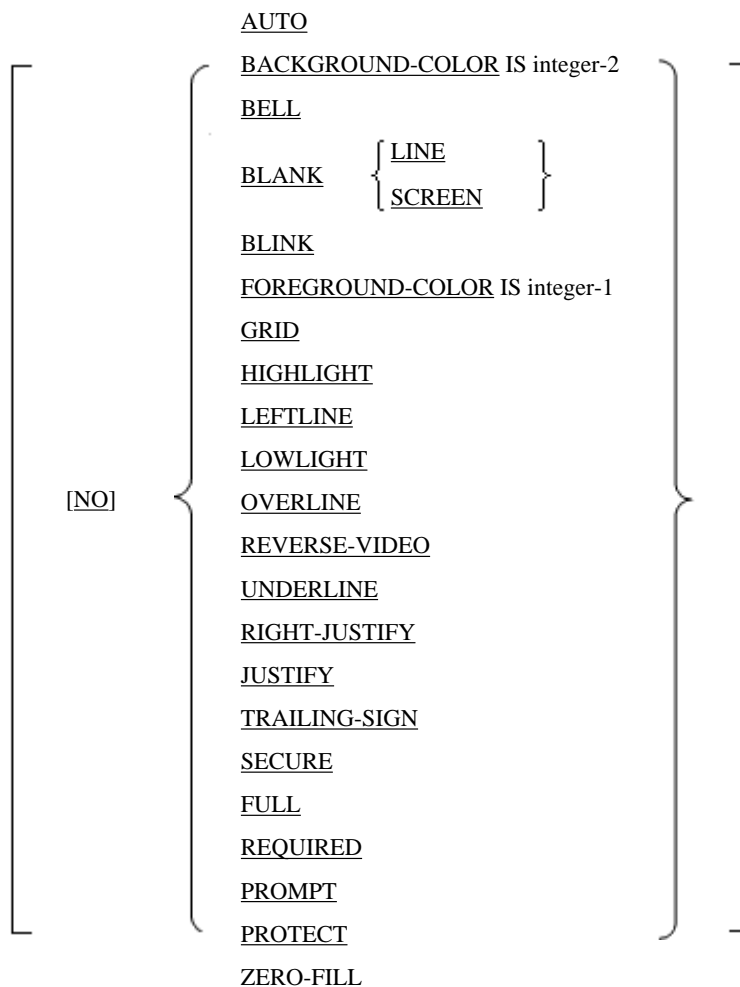 AUTO
BACKGROUND-COLOR IS integer-2
BELL
LINE
BLANK
SCREEN
BLINK
FOREGROUND-COLOR IS integer-1
GRID
HIGHLIGHT
LEFTLINE
LOWLIGHT
[NO] OVERLINE
REVERSE-VIDEO
UNDERLINE
RIGHT-JUSTIFY
JUSTIFY
TRAILING-SIGN
SECURE
FULL
REQUIRED
PROMPT
PROTECT
ZERO-FILL